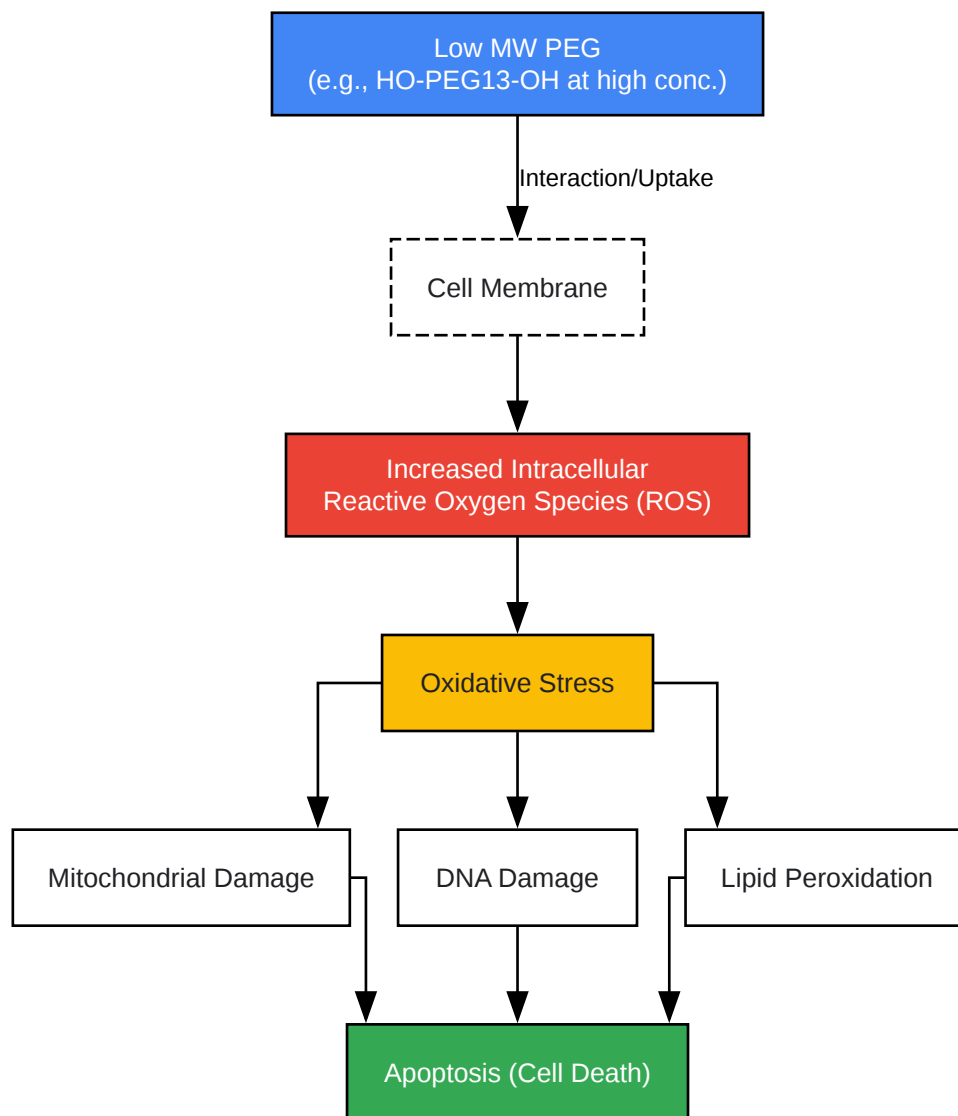 Low MW PEG
(e.g., HO-PEG13-OH at high conc.)
Interaction/Uptake
Cell Membrane
Increased Intracellular
Reactive Oxygen Species (ROS)
Oxidative Stress
Mitochondrial Damage
DNA Damage
Lipid Peroxidation
Apoptosis (Cell Death)